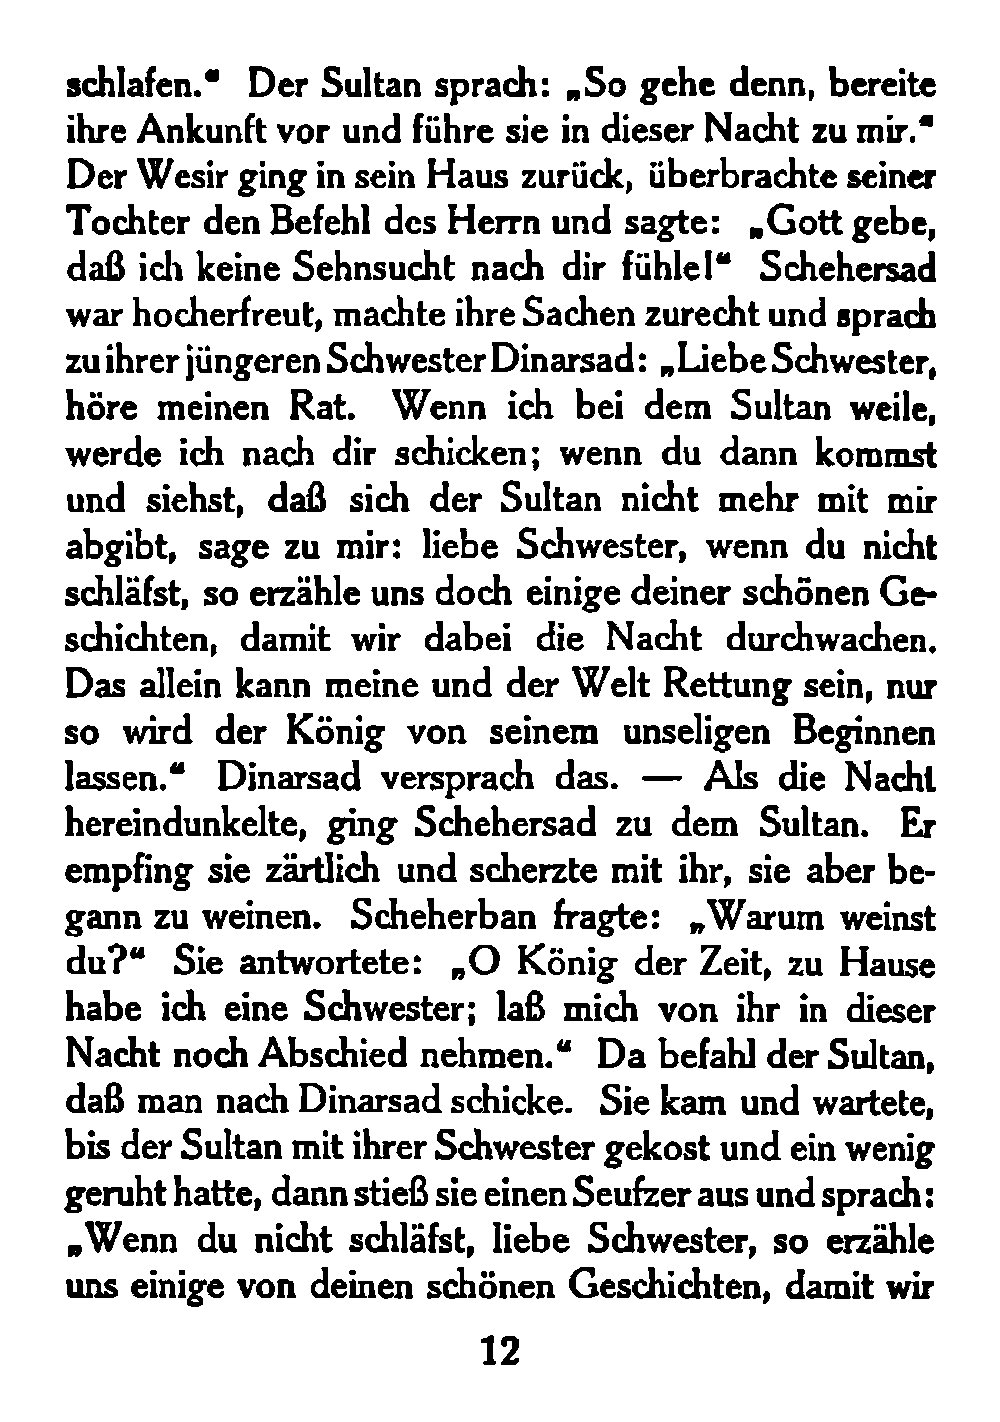 schlafen.“ Der Sultan sprach: „So gehe denn, bereite
ihre Ankunft vor und führe sie in dieser Nacht zu mir.“
Der Wesir ging in sein Haus zurück, überbrachte seiner
Tochter den Befehl des Herrn und sagte: „Gott gebe,
daß ich keine Sehnsucht nach dir fühle!“ Schehersad
war hocherfreut, machte ihre Sachen zurecht und sprach
zu ihrer jüngeren Schwester Dinarsad: „Liebe Schwester,
höre meinen Rat. Wenn ich bei dem Sultan weile,
werde ich nach dir schicken; wenn du dann kommst
und siehst, daß sich der Sultan nicht mehr mit mir
abgibt, sage zu mir: liebe Schwester, wenn du nicht
schläfst, so erzähle uns doch einige deiner schönen Ge-
schichten, damit wir dabei die Nacht durchwachen.
Das allein kann meine und der Welt Rettung sein, nur
so wird der König von seinem unseligen Beginnen
lassen.“ Dinarsad versprach das. — Als die Nacht
hereindunkelte, ging Schehersad zu dem Sultan. Er
empfing sie zärtlich und scherzte mit ihr, sie aber be-
gann zu weinen. Scheherban fragte: „Warum weinst
du?“ Sie antwortete: „O König der Zeit, zu Hause
habe ich eine Schwester; laß mich von ihr in dieser
Nacht noch Abschied nehmen.“ Da befahl der Sultan,
daß man nach Dinarsad schicke. Sie kam und wartete,
bis der Sultan mit ihrer Schwester gekost und ein wenig
geruht hatte, dann stieß sie einen Seufzer aus und sprach:
„Wenn du nicht schläfst, liebe Schwester, so erzähle
uns einige von deinen schönen Geschichten, damit wir
12